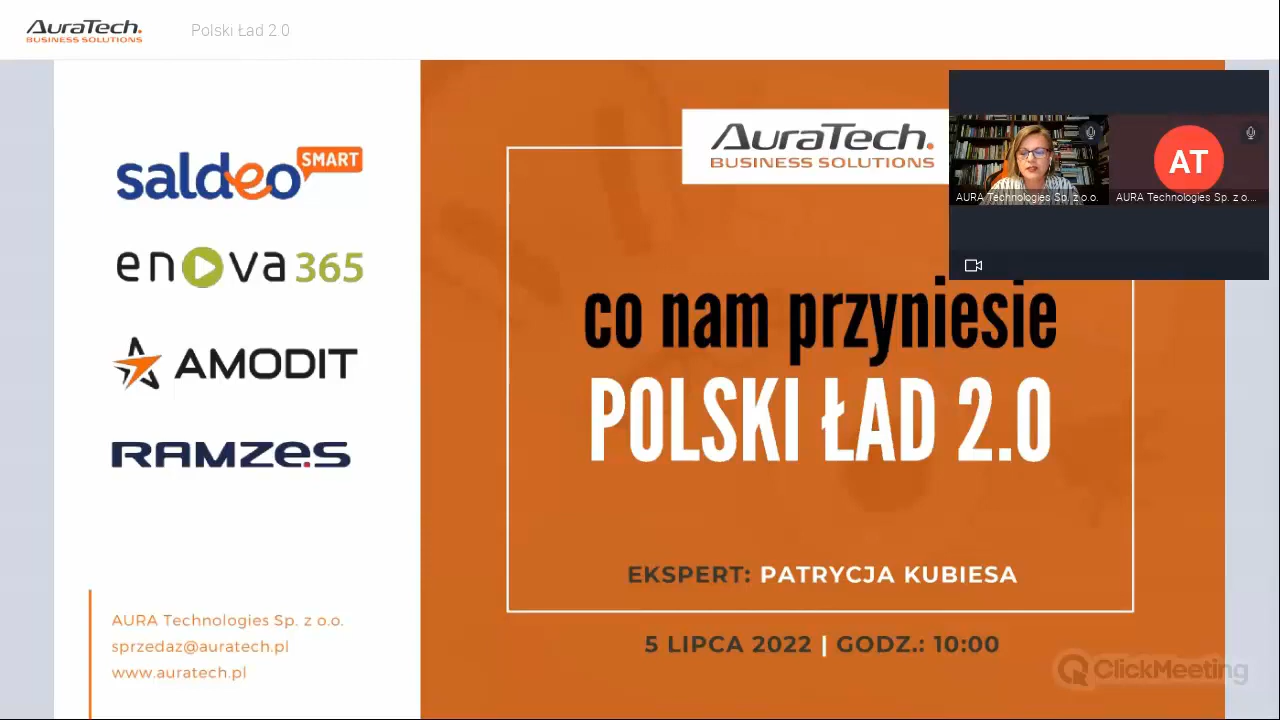 AURATECH.
BUSINESS SOLUTIONS
Polski Ład 2 0
saldeo SMART
enova365
AMODIT
RAMZES
AURA Technologies Sp. z o.o.
sprzedaz@auratech.pl
www.auratech.pl
AURATECH.
BUSINESS SOLUTIONS
co nam przyniesie
POLSKI ŁAD 2.0
EKSPERT: PATRYCJA KUBIESA
5 LIPCA 2022 | GODZ.: 10:00
AT
AURA Technologies Sp. z o.o.
AURA Technologies Sp. z o...
ClickMeeting